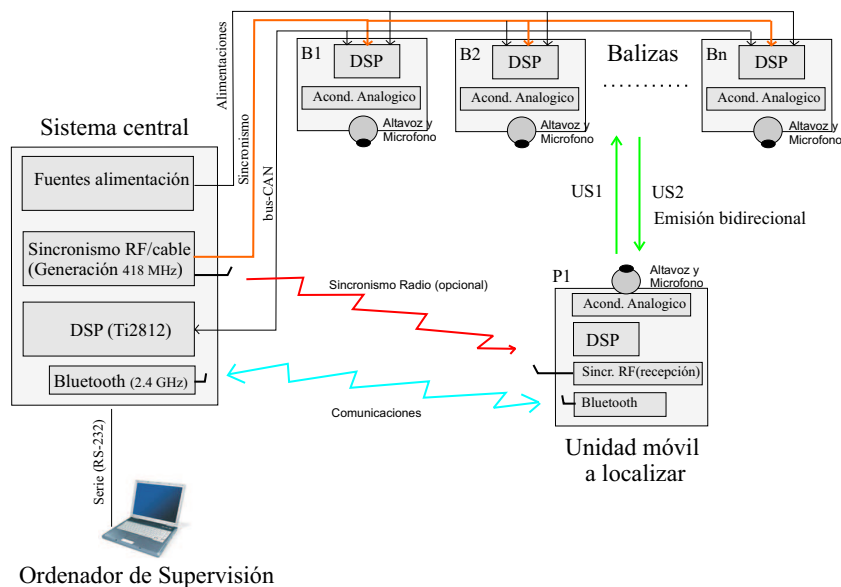 Alimentaciones
Sincronismo
bus-CAN
B1
DSP
Acond. Analogico
Altavoz y
Microfono
B2
DSP
Acond. Analogico
Altavoz y
Microfono
Balizas
..............
Bn
DSP
Acond. Analogico
Altavoz y
Microfono
Sistema central
Fuentes alimentación
Sincronismo RF/cable
(Generación 418 MHz)
DSP (Ti2812)
Bluetooth (2.4 GHz)
US1
US2
Emisión bidirecional
Sincronismo Radio (opcional)
Comunicaciones
P1
Altavoz y
Microfono
Acond. Analogico
DSP
Sincr. RF(recepción)
Bluetooth
Unidad móvil
a localizar
Serie (RS-232)
Ordenador de Supervisión